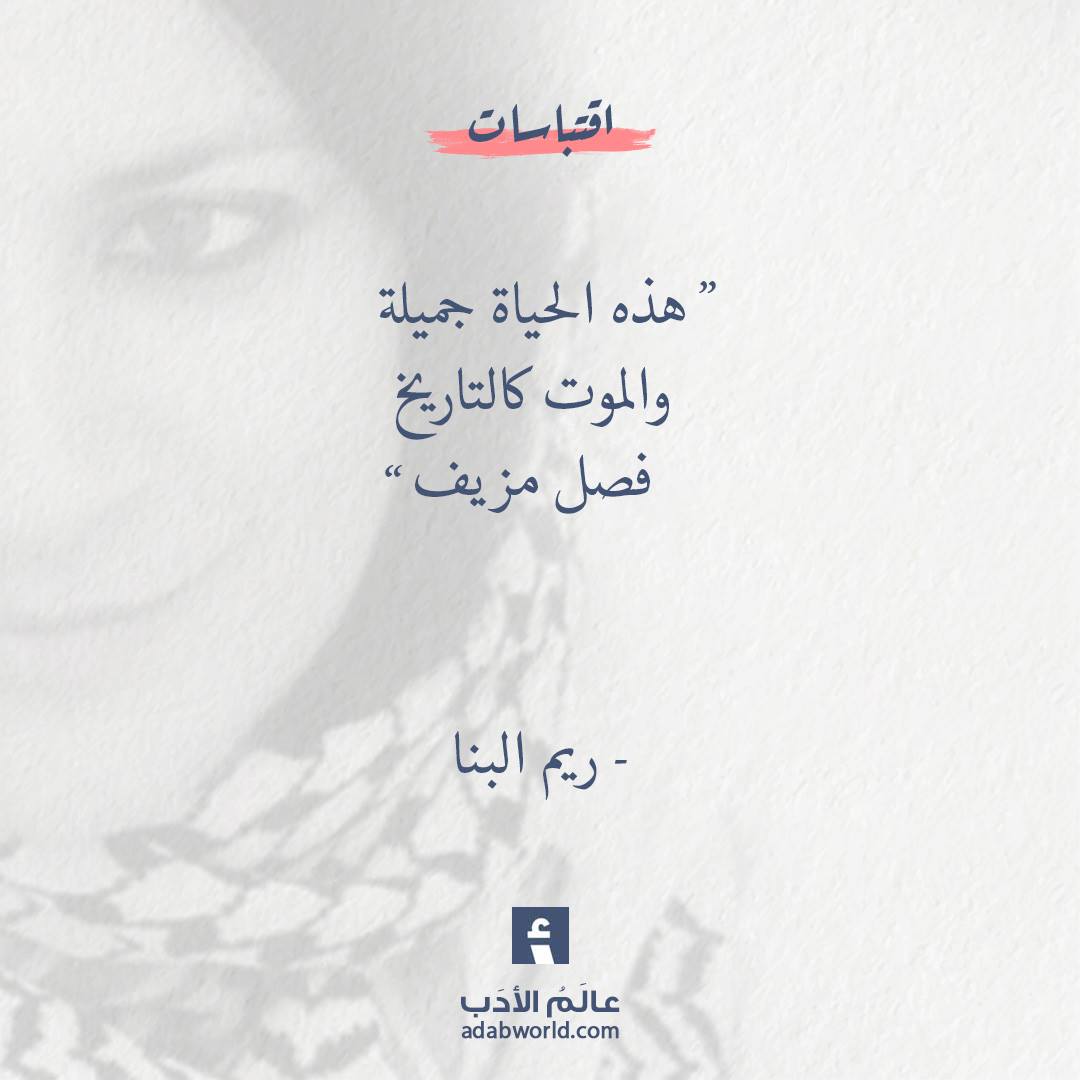 اقتباسات
” هذه الحياة جميلة
والموت كالتاريخ
فصل مزيف “
- ريم البنا
أ
عالَمُ الأدَب
adabworld.com